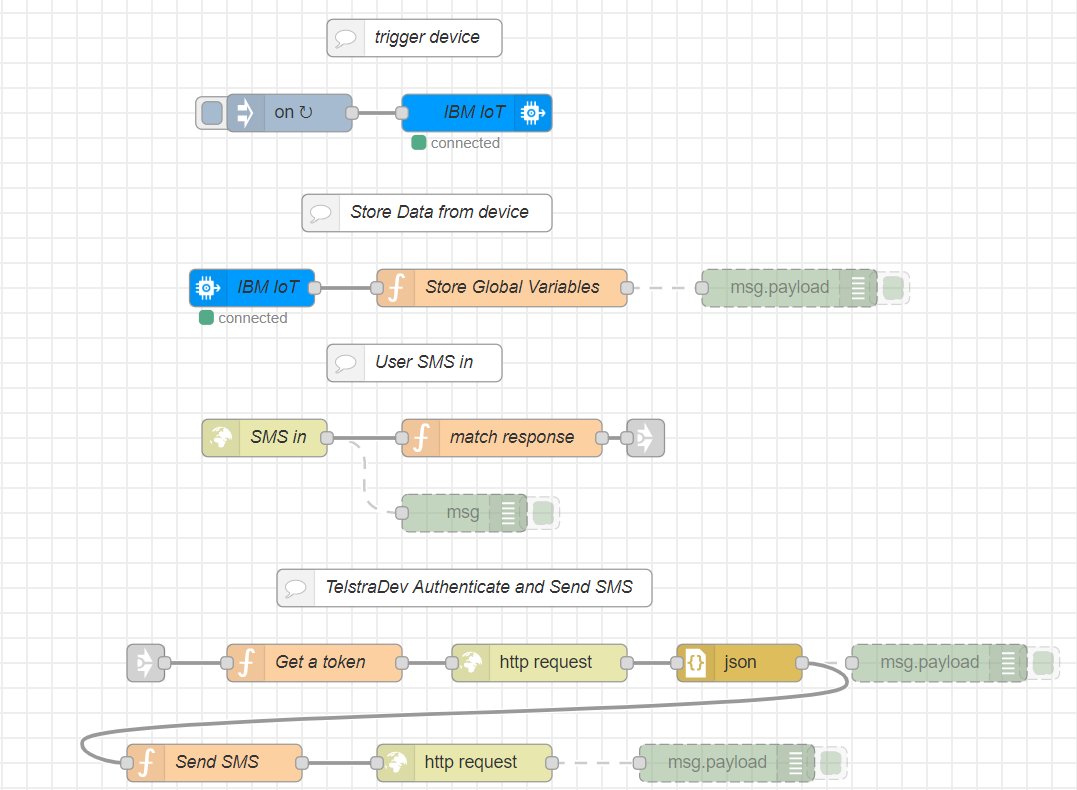 trigger device
on ↻
IBM IoT
connected
Store Data from device
IBM IoT
Store Global Variables
msg.payload
connected
User SMS in
SMS in
match response
msg
TelstraDev Authenticate and Send SMS
Get a token
http request
{} json
msg.payload
Send SMS
http request
msg.payload